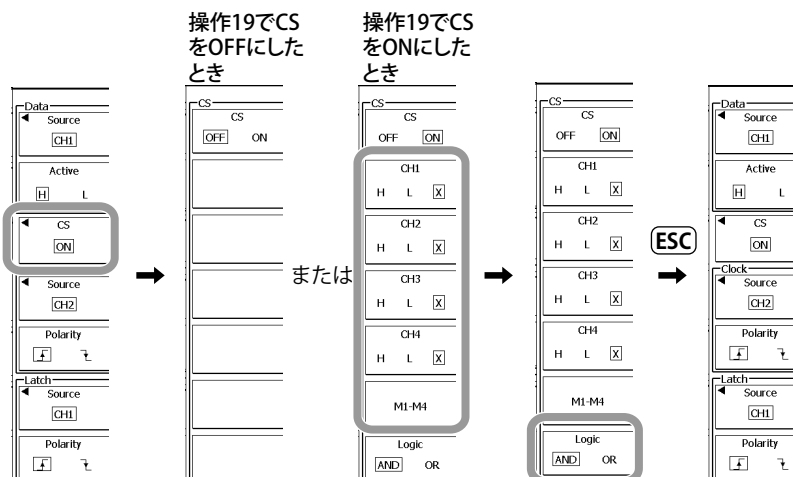 操作19でCS
をOFFにした
とき
操作19でCS
をONにした
とき
Data
Source
CH1
Active
H L
CS
ON
Source
CH2
Polarity
Latch
Source
CH1
Polarity
CS
CS
OFF ON
または
CS
CS
OFF ON
CH1
H L X
CH2
H L X
CH3
H L X
CH4
H L X
M1-M4
Logic
AND OR
CS
CS
OFF ON
CH1
H L X
CH2
H L X
CH3
H L X
CH4
H L X
M1-M4
Logic
AND OR
ESC
Data
Source
CH1
Active
H L
CS
ON
Clock
Source
CH2
Polarity
Latch
Source
CH1
Polarity